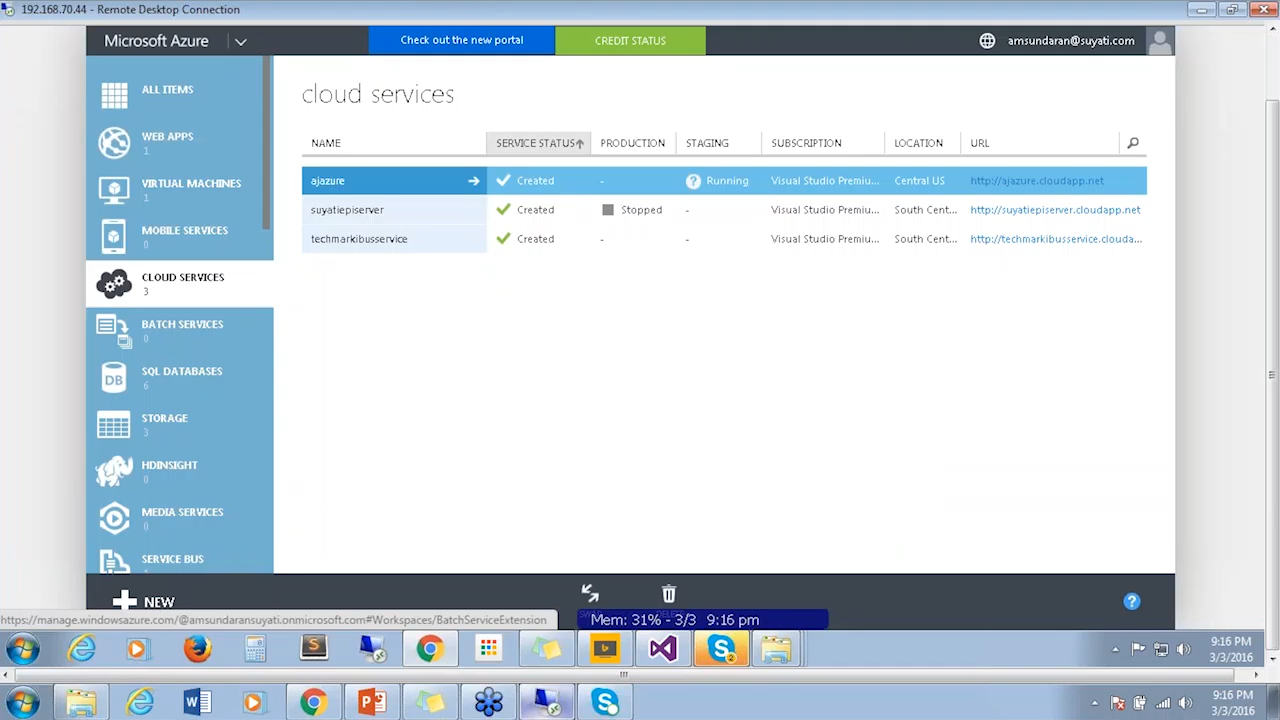 192.168.70.44 - Remote Desktop Connection
Microsoft Azure
Check out the new portal
CREDIT STATUS
amsundaran@suyati.com
ALL ITEMS
WEB APPS
1
VIRTUAL MACHINES
1
MOBILE SERVICES
0
CLOUD SERVICES
3
BATCH SERVICES
0
SQL DATABASES
6
STORAGE
3
HDINSIGHT
0
MEDIA SERVICES
0
SERVICE BUS
cloud services
NAME SERVICE STATUS PRODUCTION STAGING SUBSCRIPTION LOCATION URL
ajazure Created - Running Visual Studio Premiu... Central US http://ajazure.cloudapp.net
suyatiepiserver Created Stopped - Visual Studio Premiu... South Cent... http://suyatiepiserver.cloudapp.net
techmarkibusservice Created - - Visual Studio Premiu... South Cent... http://techmarkibusservice.clouda...
NEW
https://manage.windowsazure.com/@amsundaransuyati.onmicrosoft.com#Workspaces/BatchServiceExtension
Mem: 31% - 3/3 9:16 pm
9:16 PM
3/3/2016
9:16 PM
3/3/2016